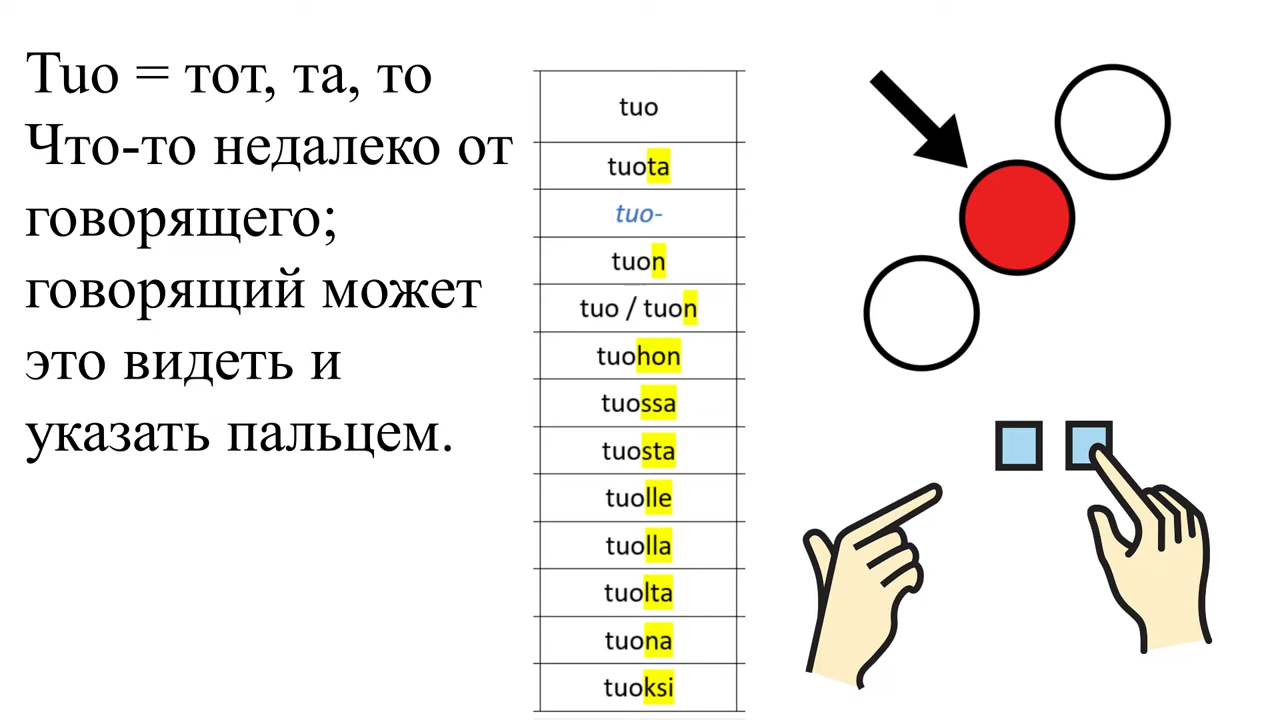 Tuo = тот, та, то
Что-то недалеко от
говорящего;
говорящий может
это видеть и
указать пальцем.
tuo
tuota
tuo-
tuon
tuo / tuon
tuohon
tuossa
tuosta
tuolle
tuolla
tuolta
tuona
tuoksi